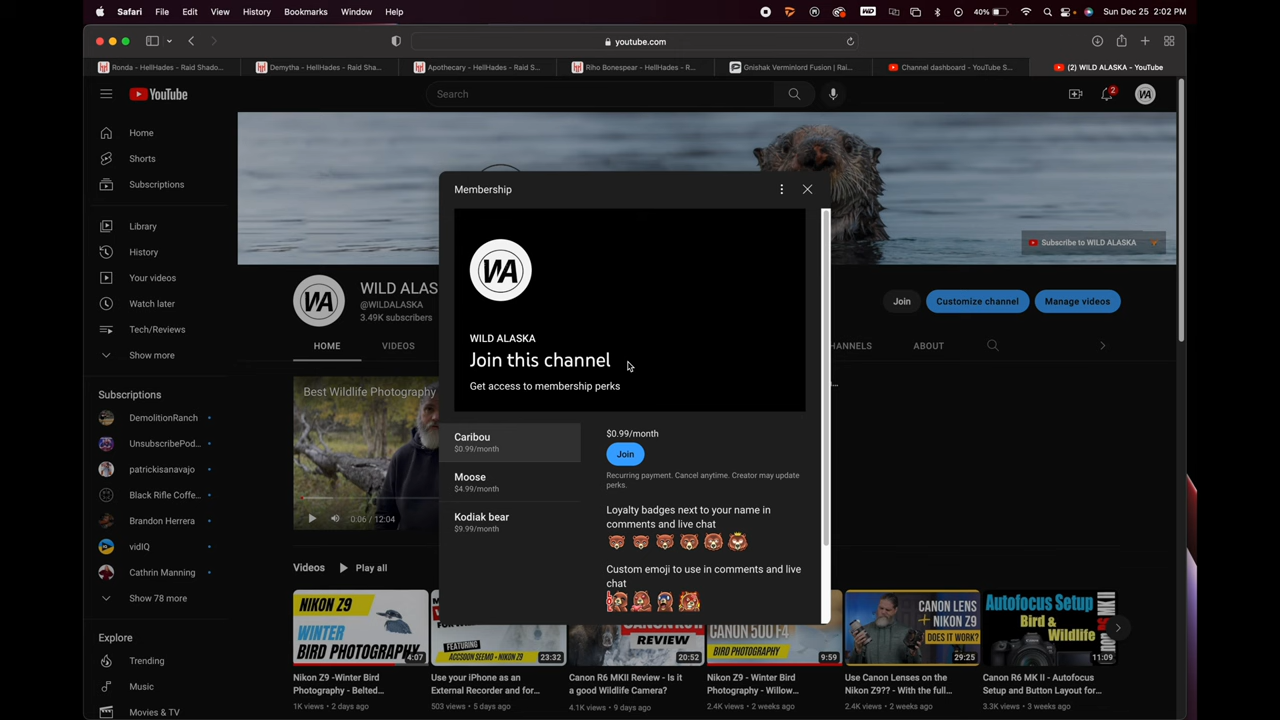 Safari File Edit View History Bookmarks Window Help
40%
Sun Dec 25 2:02 PM
youtube.com
Ronda - HellHades - Raid Shado...
Demytha - HellHades - Raid Sha...
Apothecary - HellHades - Raid S...
Riho Bonespear - HellHades - R...
Gnishak Verminlord Fusion | Rai...
Channel dashboard - YouTube S...
(2) WILD ALASKA - YouTube
YouTube
Search
2
VA
Home
Shorts
Subscriptions
Library
History
Your videos
Watch later
Tech/Reviews
Show more
Subscriptions
DemolitionRanch
UnsubscribePod...
patrickisanavajo
Black Rifle Coffe...
Brandon Herrera
vidIQ
Cathrin Manning
Show 78 more
Explore
Trending
Music
Movies & TV
Subscribe to WILD ALASKA
VA
WILD ALAS
@WILDALASKA
3.49K subscribers
Join
Customize channel
Manage videos
HOME
VIDEOS
HANNELS
ABOUT
Best Wildlife Photography
0:06 / 12:04
Membership
VA
WILD ALASKA
Join this channel
Get access to membership perks
Caribou
$0.99/month
Moose
$4.99/month
Kodiak bear
$9.99/month
$0.99/month
Join
Recurring payment. Cancel anytime. Creator may update
perks.
Loyalty badges next to your name in
comments and live chat
Custom emoji to use in comments and live
chat
Videos
Play all
NIKON Z9
WINTER
BIRD PHOTOGRAPHY
4:07
Nikon Z9 -Winter Bird
Photography - Belted...
1K views • 2 days ago
FEATURING
ACCSOON SEEMO + NIKON Z9
23:32
Use your iPhone as an
External Recorder and for...
503 views • 5 days ago
REVIEW
20:52
Canon R6 MKII Review - Is it
a good Wildlife Camera?
4.1K views • 9 days ago
CANON 500 F4
BIRD PHOTOGRAPHY
9:59
Nikon Z9 - Winter Bird
Photography - Willow...
2.4K views • 2 weeks ago
CANON LENS
+
NIKON Z9
DOES IT WORK?
29:25
Use Canon Lenses on the
Nikon Z9?? - With the full...
2.4K views • 2 weeks ago
Autofocus Setup
Bird &
Wildlife
11:09
Canon R6 MK II - Autofocus
Setup and Button Layout for...
3.3K views • 3 weeks ago